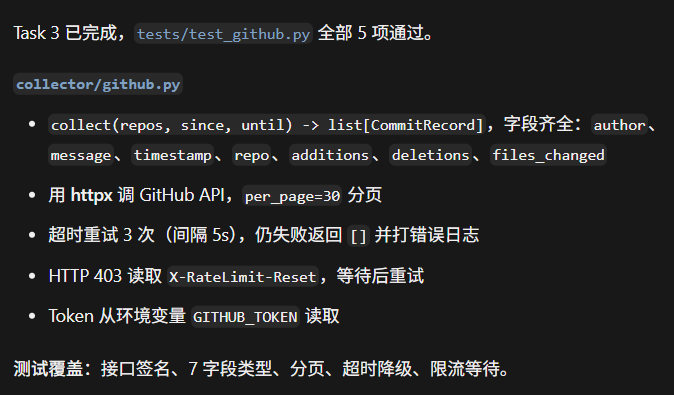 Task 3 已完成，tests/test_github.py 全部 5 项通过。
collector/github.py
collect(repos, since, until) -> list[CommitRecord]，字段齐全：author、
message、timestamp、repo、additions、deletions、files_changed
用 httpx 调 GitHub API，per_page=30 分页
超时重试 3 次（间隔 5s），仍失败返回 [] 并打错误日志
HTTP 403 读取 X-RateLimit-Reset，等待后重试
Token 从环境变量 GITHUB_TOKEN 读取
测试覆盖：接口签名、7 字段类型、分页、超时降级、限流等待。